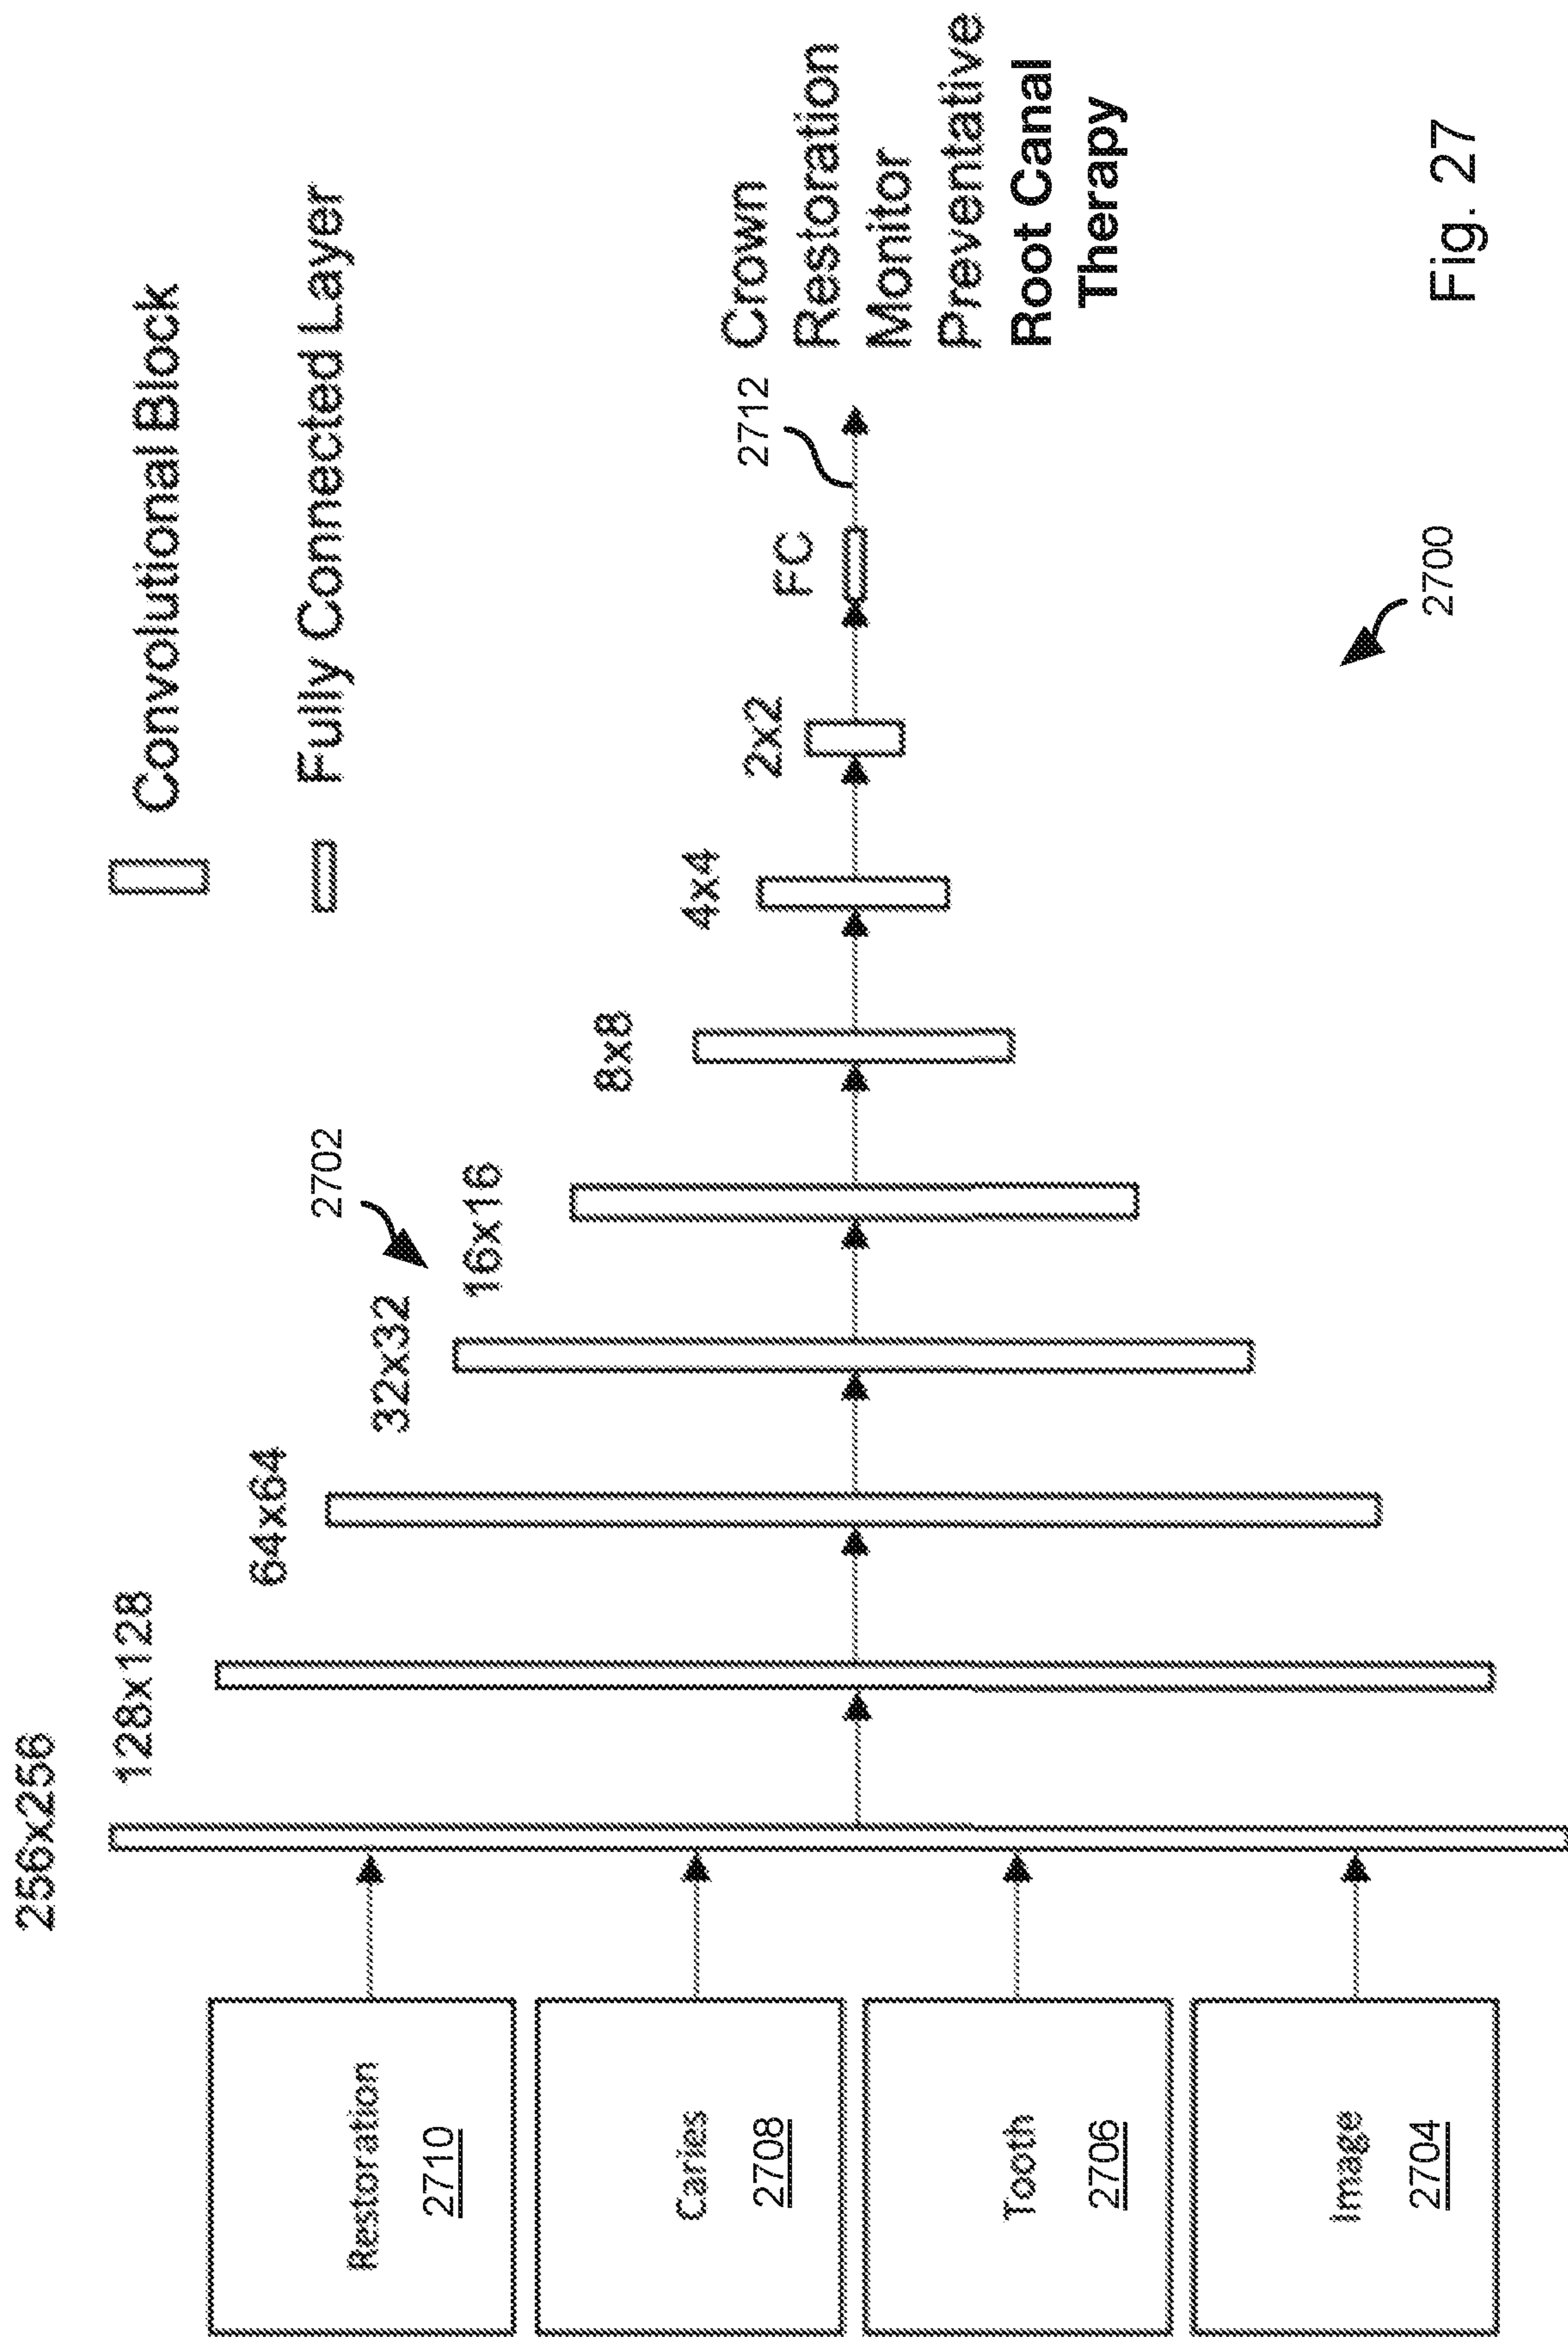 Convolutional Block
Fully Connected Layer
256x256
128x128
64x64
32x32
2702
16x16
8x8
4x4
2x2
FC
2712
Restoration
2710
Caries
2708
Tooth
2706
Image
2704
Crown
Restoration
Monitor
Preventative
Root Canal
Therapy
2700
Fig. 27